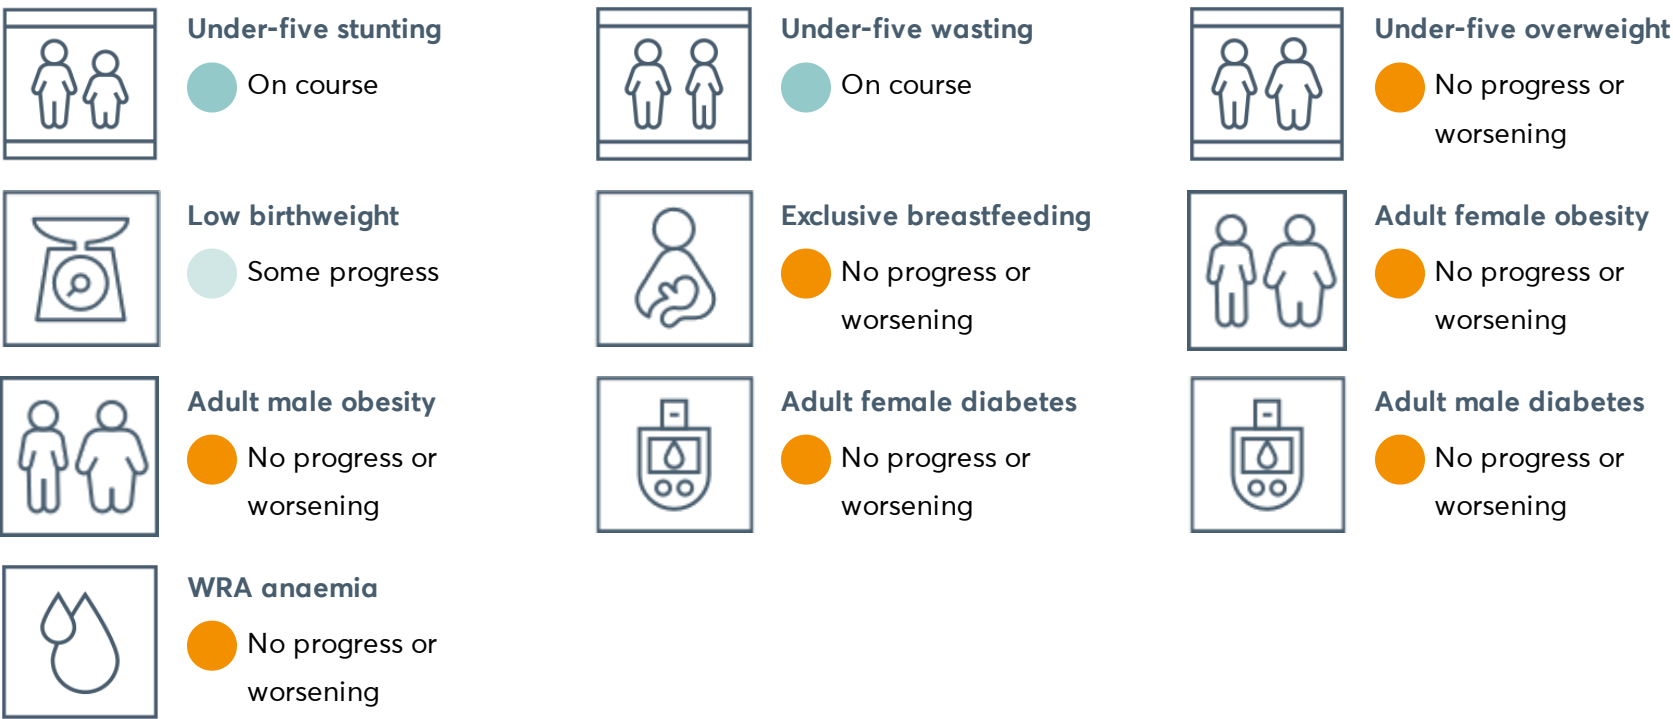 Under-five stunting
On course
Under-five wasting
On course
Under-five overweight
No progress or
worsening
Low birthweight
Some progress
Exclusive breastfeeding
No progress or
worsening
Adult female obesity
No progress or
worsening
Adult male obesity
No progress or
worsening
Adult female diabetes
No progress or
worsening
Adult male diabetes
No progress or
worsening
WRA anaemia
No progress or
worsening